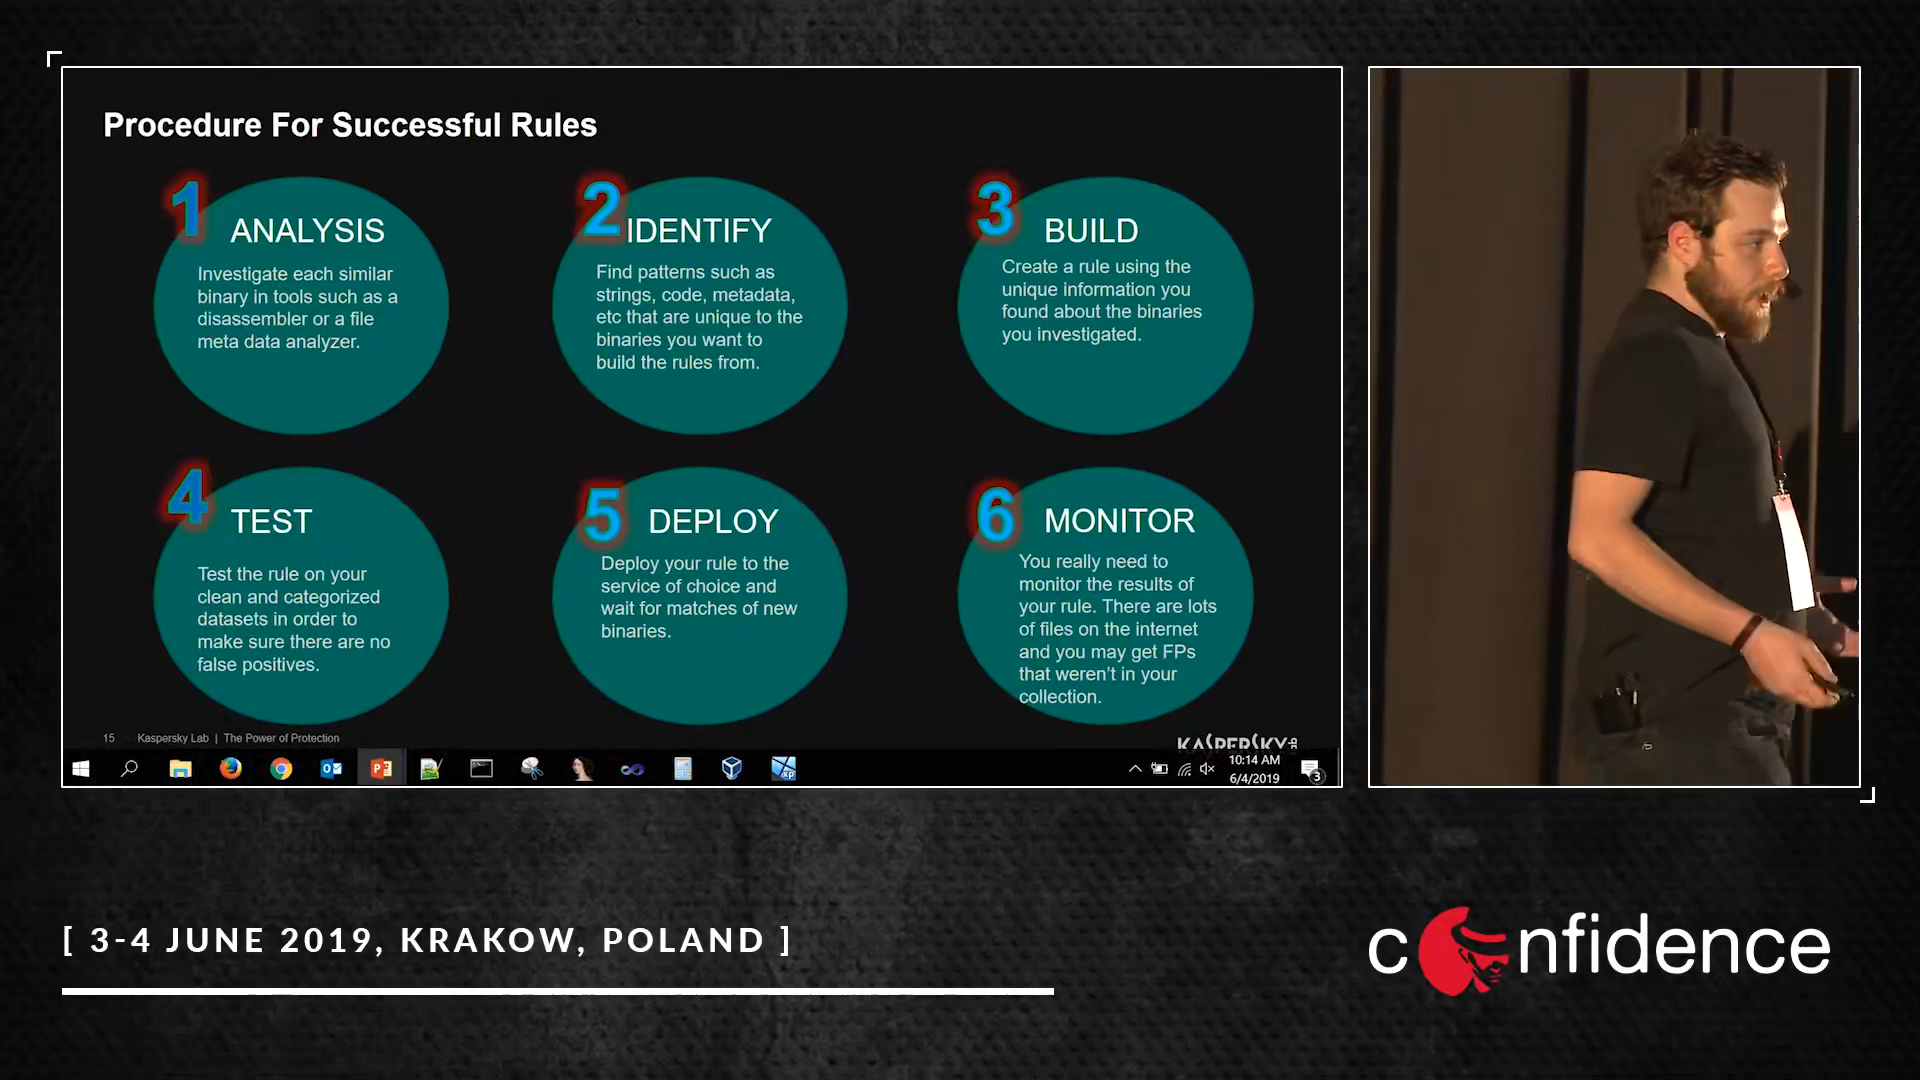 Procedure For Successful Rules
1
ANALYSIS
Investigate each similar
binary in tools such as a
disassembler or a file
meta data analyzer.
2
IDENTIFY
Find patterns such as
strings, code, metadata,
etc that are unique to the
binaries you want to
build the rules from.
3
BUILD
Create a rule using the
unique information you
found about the binaries
you investigated.
4
TEST
Test the rule on your
clean and categorized
datasets in order to
make sure there are no
false positives.
5
DEPLOY
Deploy your rule to the
service of choice and
wait for matches of new
binaries.
6
MONITOR
You really need to
monitor the results of
your rule. There are lots
of files on the internet
and you may get FPs
that weren't in your
collection.
15 Kaspersky Lab | The Power of Protection
KASPERSKY LAB
10:14 AM
6/4/2019
3
[ 3-4 JUNE 2019, KRAKOW, POLAND ]
confidence